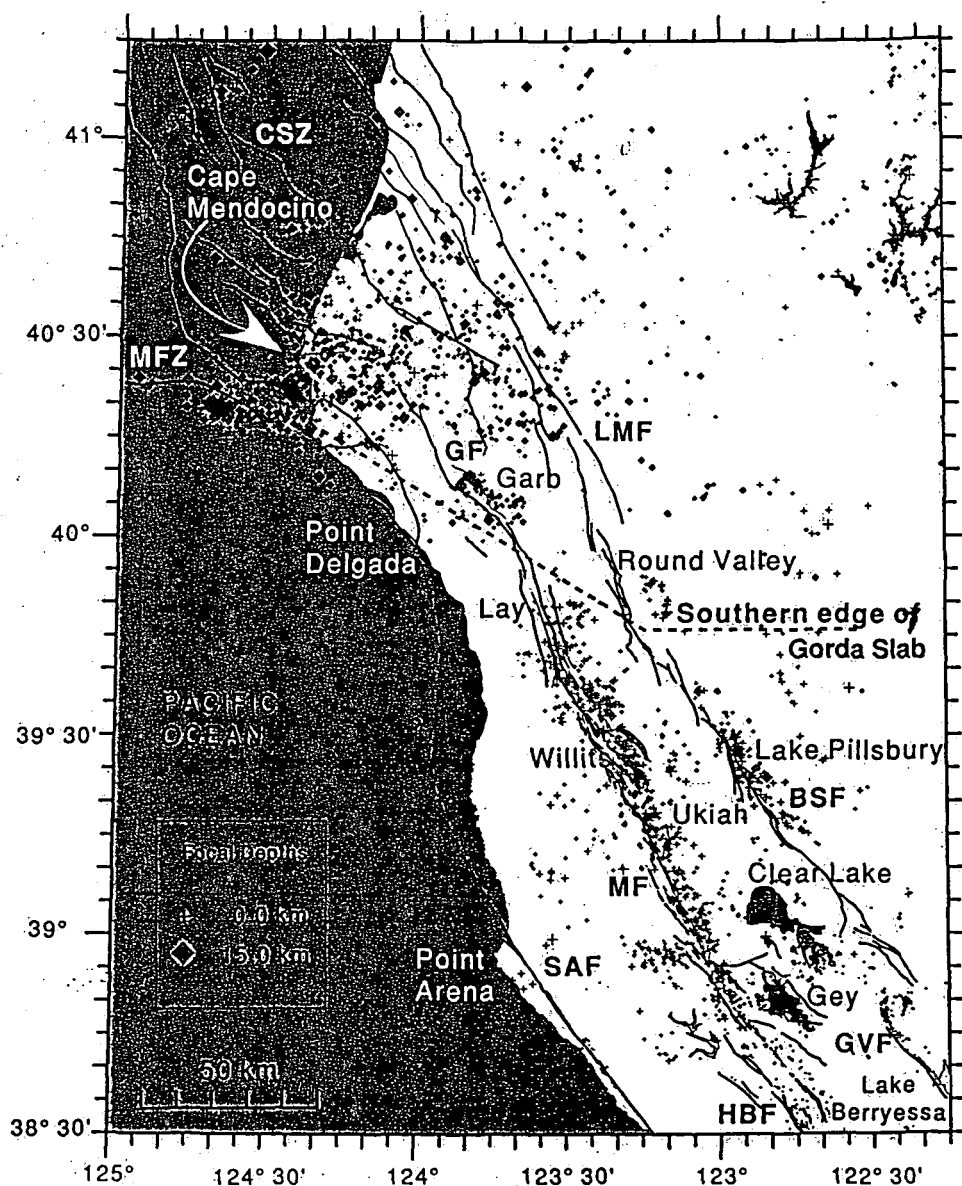 41°
CSZ
Cape
Mendocino
40° 30'
MFZ
LMF
GF
Garb
40°
Point
Delgada
Round Valley
Lay
Southern edge of
Gorda Slab
PACIFIC
OCEAN
39° 30'
Willit
Lake Pillsbury
BSF
Ukiah
Focal Depths
Clear Lake
MF
0.0 km
39°
15.0 km
Point
Arena
SAF
Gey
GVF
50 km
Lake
Berryessa
HBF
38° 30'
125° 124° 30' 124° 123° 30' 123° 122° 30'